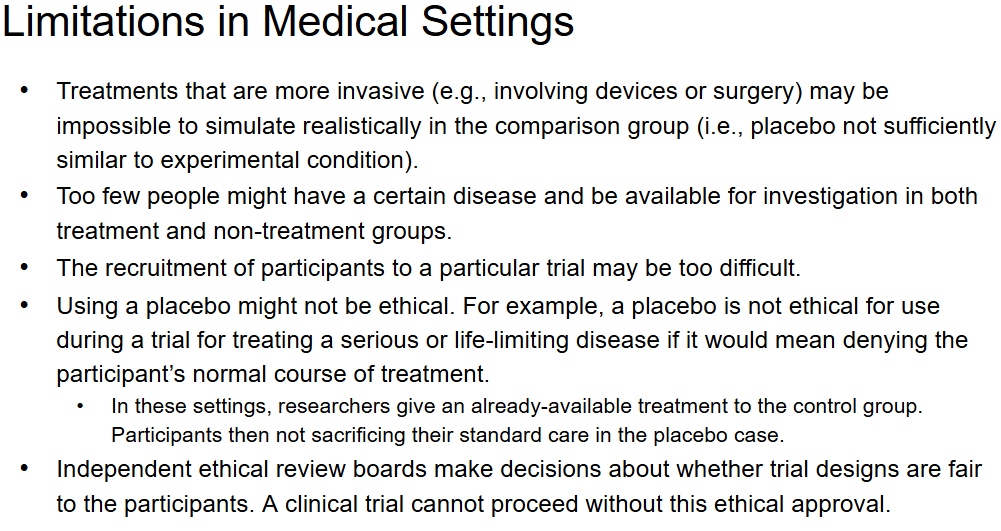 Limitations in Medical Settings
• Treatments that are more invasive (e.g., involving devices or surgery) may be
impossible to simulate realistically in the comparison group (i.e., placebo not sufficiently
similar to experimental condition).
• Too few people might have a certain disease and be available for investigation in both
treatment and non-treatment groups.
• The recruitment of participants to a particular trial may be too difficult.
• Using a placebo might not be ethical. For example, a placebo is not ethical for use
during a trial for treating a serious or life-limiting disease if it would mean denying the
participant’s normal course of treatment.
• In these settings, researchers give an already-available treatment to the control group.
Participants then not sacrificing their standard care in the placebo case.
• Independent ethical review boards make decisions about whether trial designs are fair
to the participants. A clinical trial cannot proceed without this ethical approval.